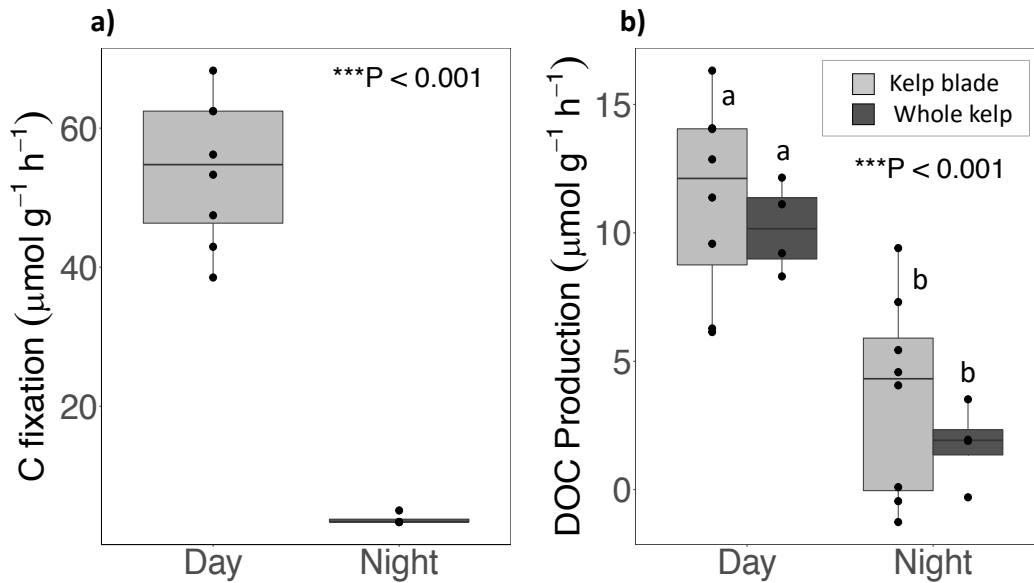 a)
***P < 0.001
C fixation (μmol g⁻¹ h⁻¹)
60
40
20
Day
Night
b)
Kelp blade
Whole kelp
***P < 0.001
DOC Production (μmol g⁻¹ h⁻¹)
15
10
5
0
a
a
b
b
Day
Night